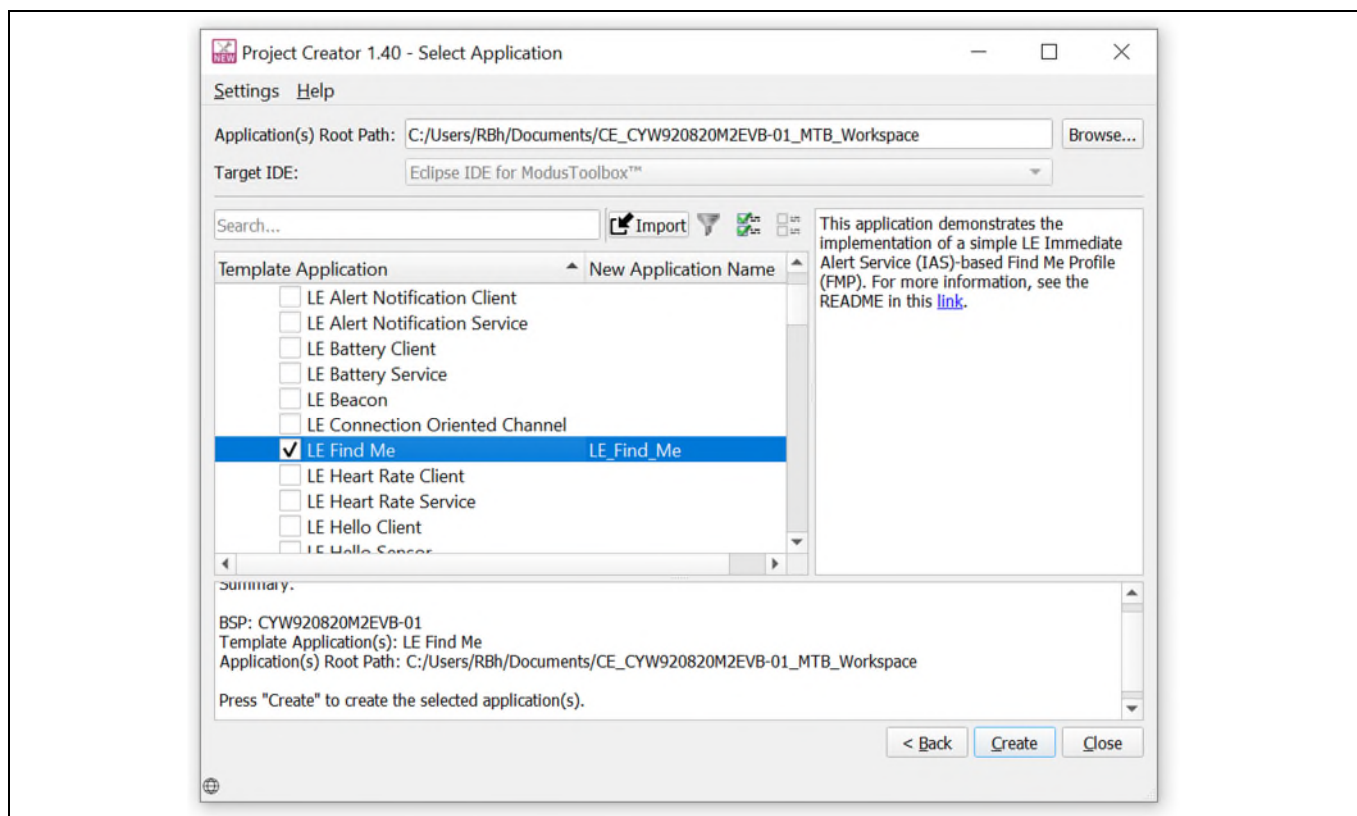 NEW
Project Creator 1.40 - Select Application
Settings Help
Application(s) Root Path: C:/Users/RBh/Documents/CE_CYW920820M2EVB-01_MTB_Workspace Browse...
Target IDE: Eclipse IDE for ModusToolbox™
Search... Import
Template Application New Application Name
LE Alert Notification Client
LE Alert Notification Service
LE Battery Client
LE Battery Service
LE Beacon
LE Connection Oriented Channel
LE Find Me LE_Find_Me
LE Heart Rate Client
LE Heart Rate Service
LE Hello Client
LE Hello Sensor
This application demonstrates the
implementation of a simple LE Immediate
Alert Service (IAS)-based Find Me Profile
(FMP). For more information, see the
README in this link.
Summary:
BSP: CYW920820M2EVB-01
Template Application(s): LE Find Me
Application(s) Root Path: C:/Users/RBh/Documents/CE_CYW920820M2EVB-01_MTB_Workspace
Press "Create" to create the selected application(s).
< Back Create Close